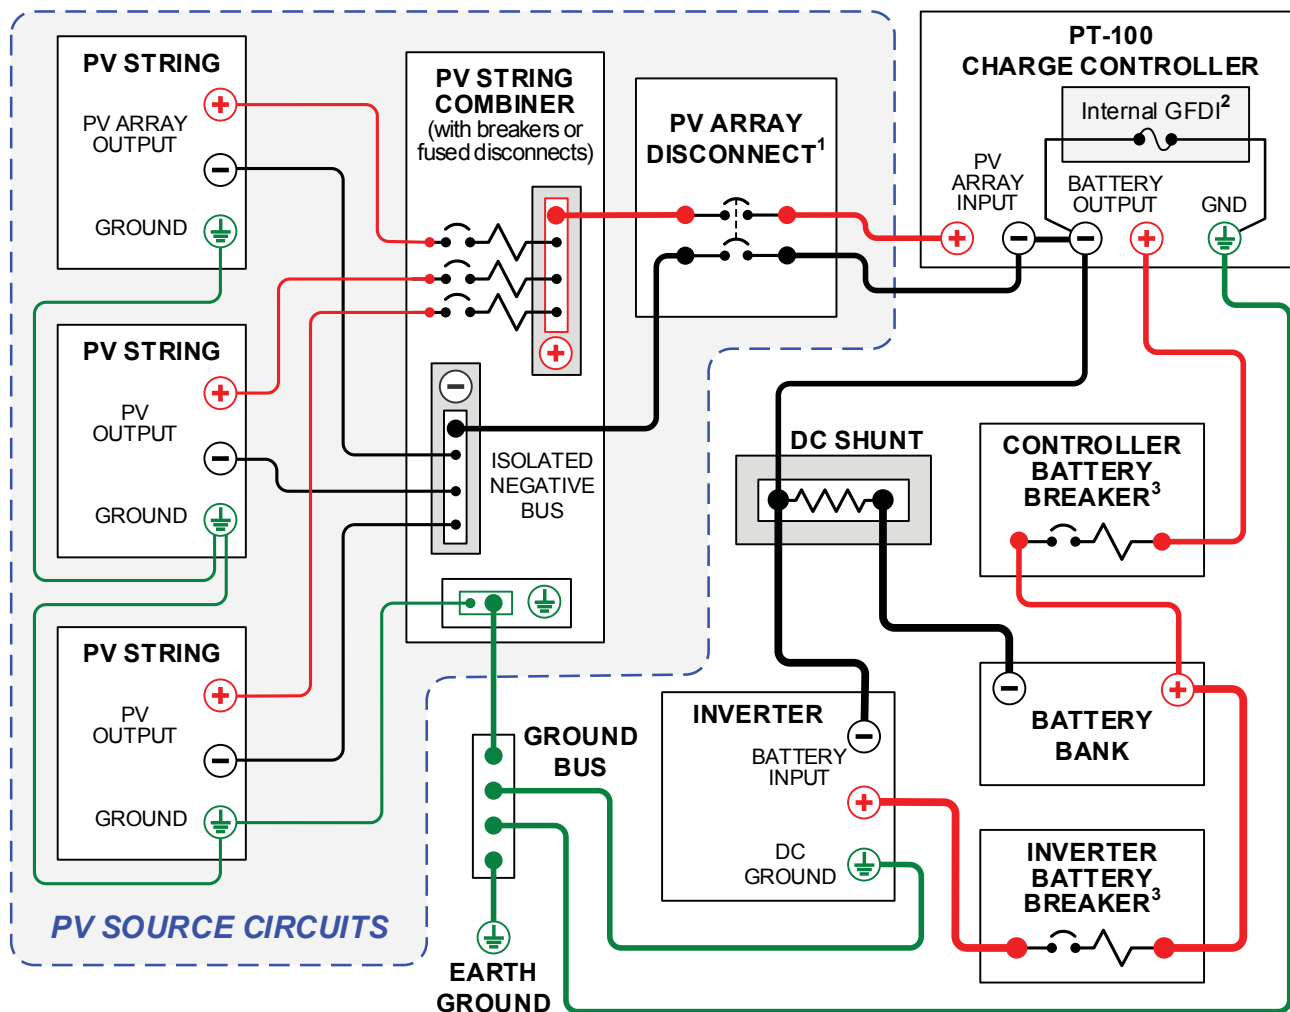 PV STRING
PV ARRAY
OUTPUT
GROUND
PV STRING
PV
OUTPUT
GROUND
PV STRING
PV
OUTPUT
GROUND
PV SOURCE CIRCUITS
PV STRING
COMBINER
(with breakers or
fused disconnects)
ISOLATED
NEGATIVE
BUS
PV ARRAY
DISCONNECT¹
PT-100
CHARGE CONTROLLER
Internal GFDI²
PV
ARRAY
INPUT
BATTERY
OUTPUT
GND
DC SHUNT
CONTROLLER
BATTERY
BREAKER³
BATTERY
BANK
INVERTER
BATTERY
INPUT
DC
GROUND
INVERTER
BATTERY
BREAKER³
GROUND
BUS
EARTH
GROUND